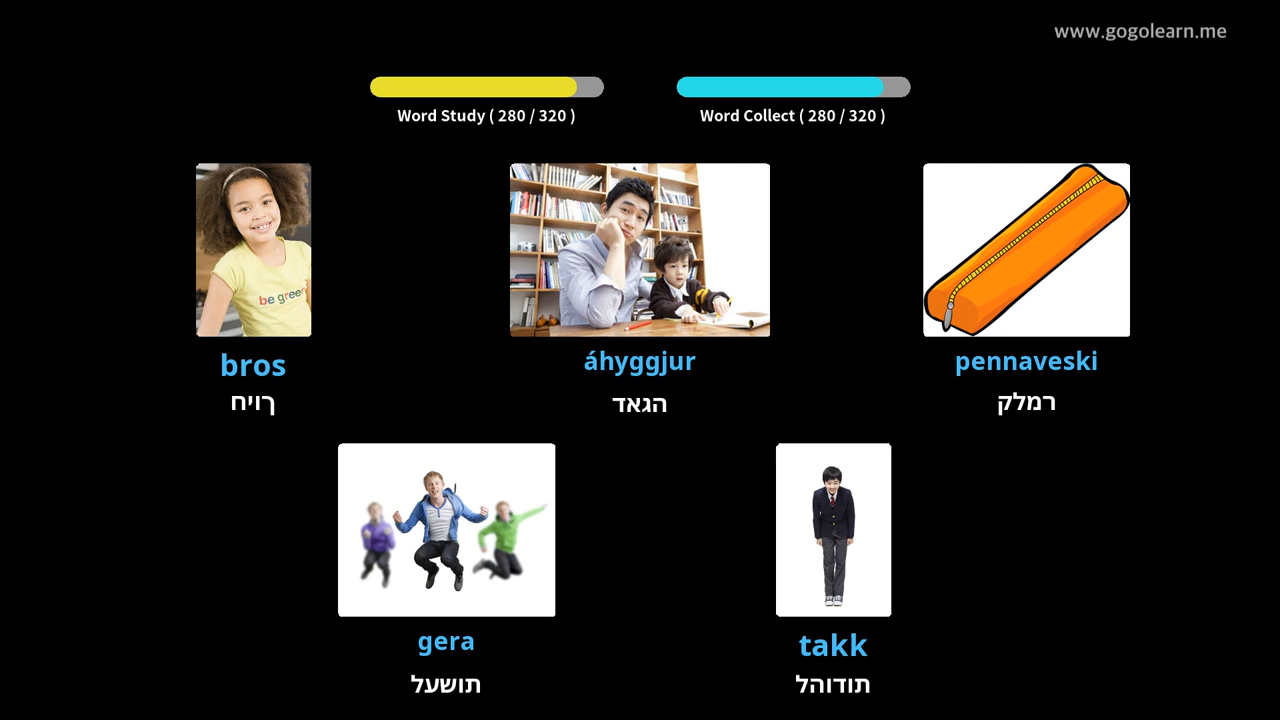 www.gogolearn.me
Word Study ( 280 / 320 )
Word Collect ( 280 / 320 )
bros
ךויח
áhyggjur
הגאד
pennaveski
רמלק
gera
תושעל
takk
תודוהל